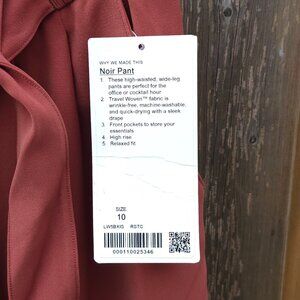 WHY WE MADE THIS
Noir Pant
1. These high-waisted, wide-leg
pants are perfect for the
office or cocktail hour
2 Travel Woven™ fabric is
wrinkle-free, machine-washable,
and quick-drying with a sleek
drape
3 Front pockets to store your
essentials
4 High rise
5 Relaxed fit
SIZE
10
LW5BXIS RDTC
000110025346